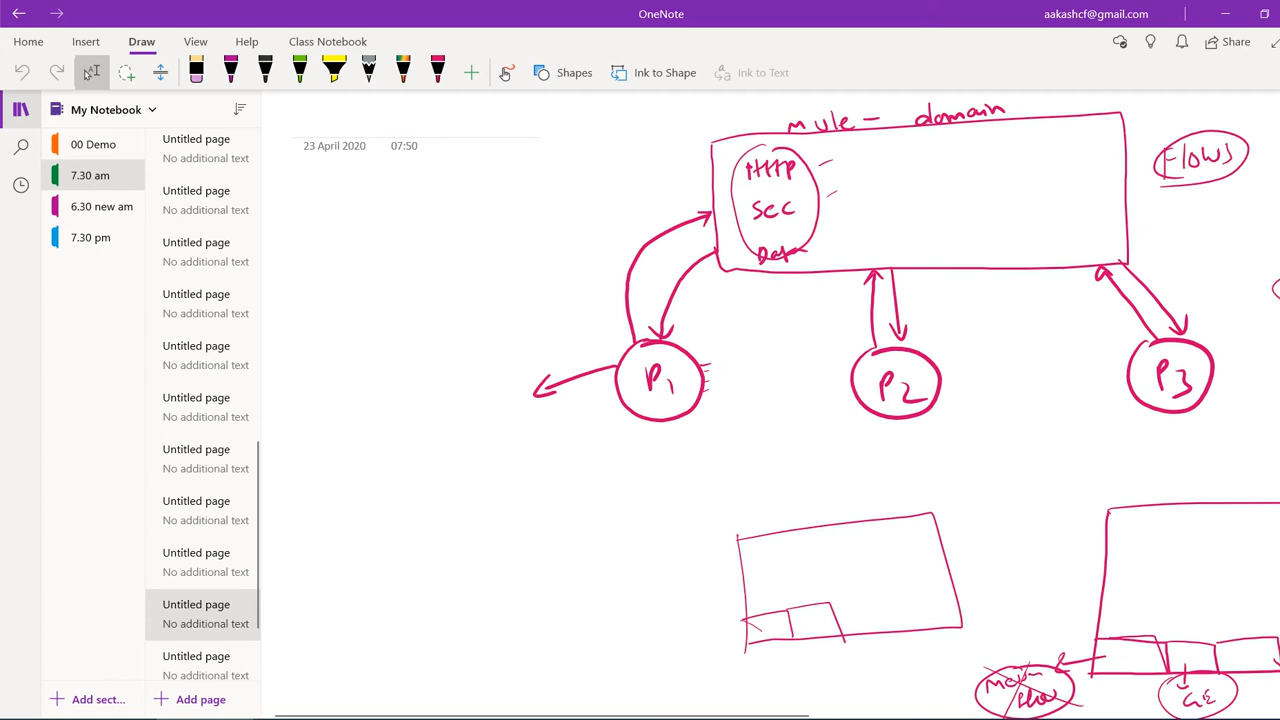 OneNote
aakashcf@gmail.com
Home
Insert
Draw
View
Help
Class Notebook
Share
Shapes
Ink to Shape
Ink to Text
My Notebook
00 Demo
7.30 am
6.30 new am
7.30 pm
Untitled page
No additional text
Untitled page
No additional text
Untitled page
No additional text
Untitled page
No additional text
Untitled page
No additional text
Untitled page
No additional text
Untitled page
No additional text
Untitled page
No additional text
Untitled page
No additional text
Untitled page
No additional text
Untitled page
No additional text
Add sect...
Add page
23 April 2020 07:50
mule - domain
HTTP
Flows
P1
P2
P3
GE